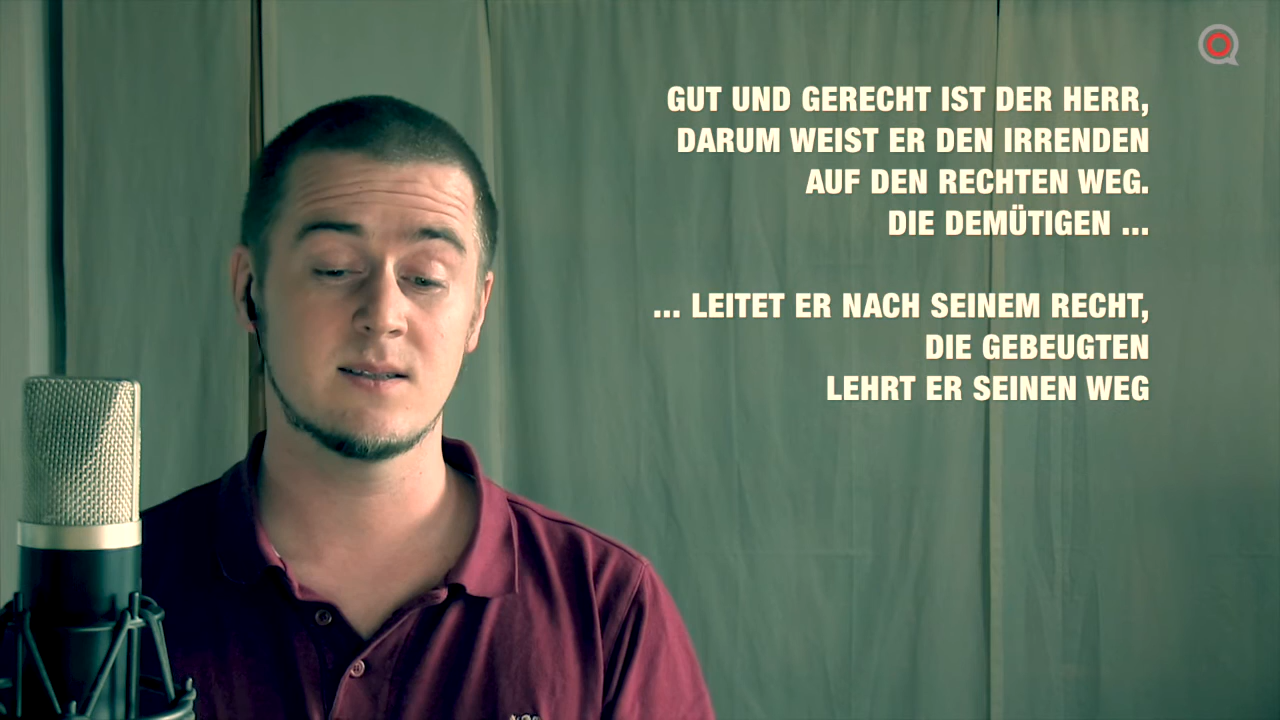 GUT UND GERECHT IST DER HERR,
DARUM WEIST ER DEN IRRENDEN
AUF DEN RECHTEN WEG.
DIE DEMÜTIGEN ...
... LEITET ER NACH SEINEM RECHT,
DIE GEBEUGTEN
LEHRT ER SEINEN WEG